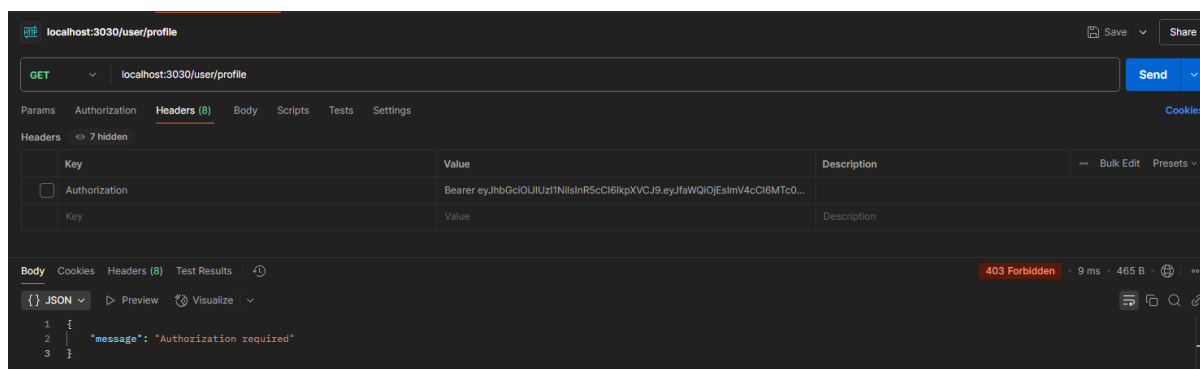 HTTP localhost:3030/user/profile Save Share
GET localhost:3030/user/profile Send
Params Authorization Headers (8) Body Scripts Tests Settings Cookies
Headers 7 hidden
Key Value Description Bulk Edit Presets
Authorization Bearer
Key Value Description
Body Cookies Headers (8) Test Results 403 Forbidden 9 ms 465 B
{} JSON Preview Visualize
1 {
2 "message": "Authorization required"
3 }